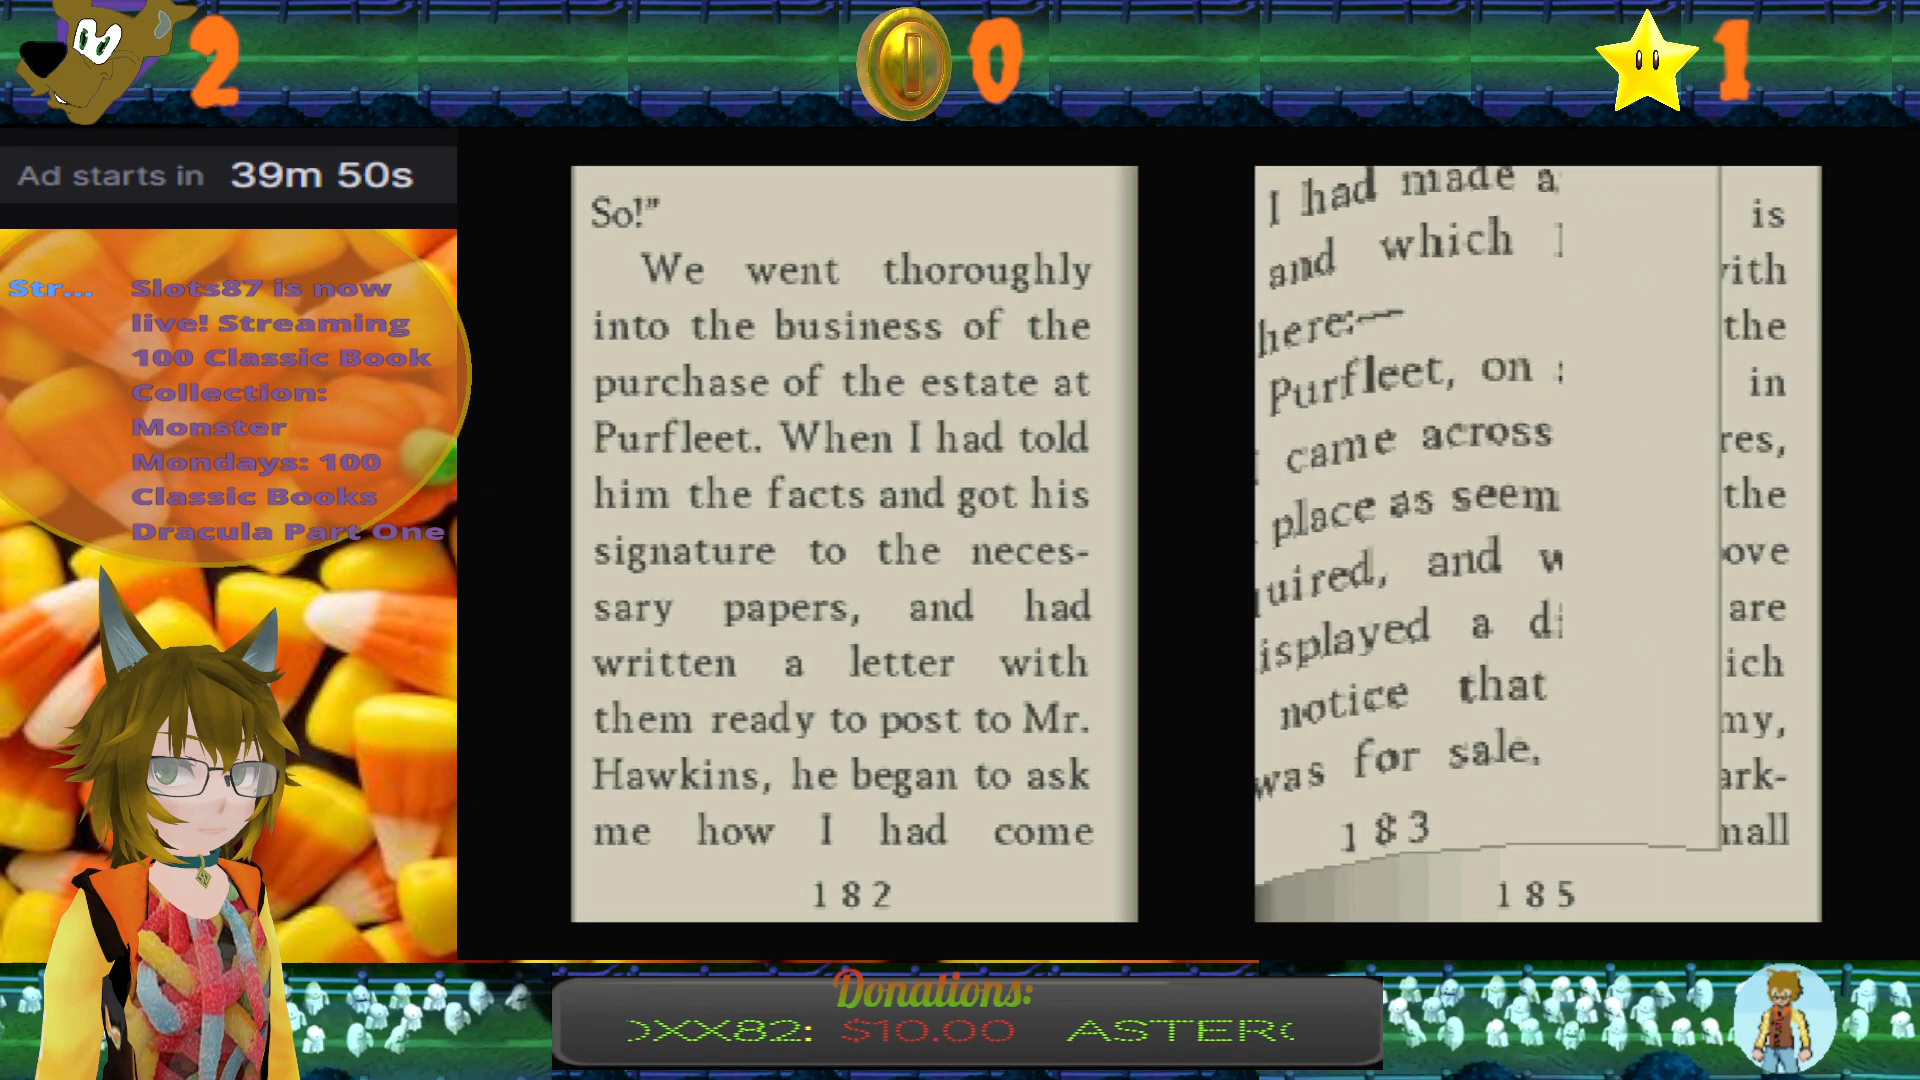 2
0
1
Ad starts in 39m 50s
Str... Slots87 is now
live! Streaming
100 Classic Book
Collection:
Monster
Mondays: 100
Classic Books
Dracula Part One
So!"
We went thoroughly
into the business of the
purchase of the estate at
Purfleet. When I had told
him the facts and got his
signature to the neces-
sary papers, and had
written a letter with
them ready to post to Mr.
Hawkins, he began to ask
me how I had come
182
I had made a
and which
here:—
Purfleet, on
came across
place as seem
uired, and w
isplayed a di
notice that
was for sale.
183
is
ith
the
in
res,
the
ove
are
ich
my,
ark-
mall
185
Donations:
OXX82: $10.00 ASTER